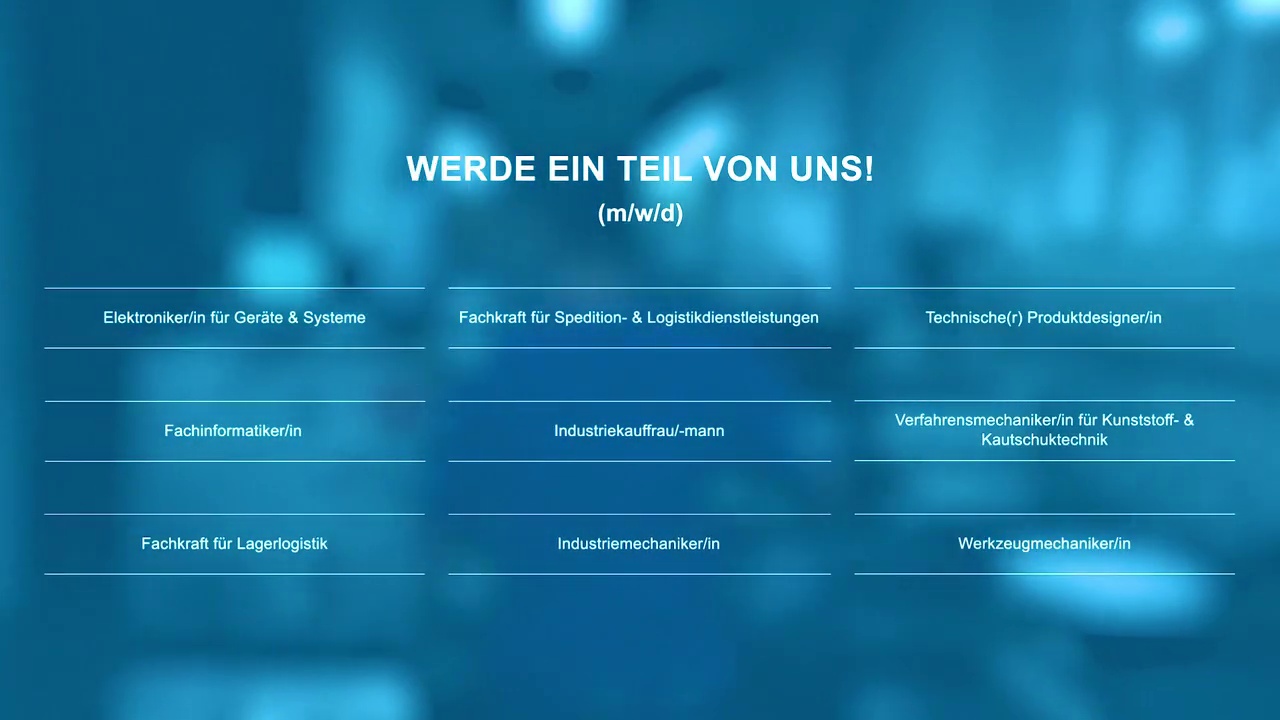 WERDE EIN TEIL VON UNS!
(m/w/d)
Elektroniker/in für Geräte & Systeme
Fachkraft für Spedition- & Logistikdienstleistungen
Technische(r) Produktdesigner/in
Fachinformatiker/in
Industriekauffrau/-mann
Verfahrensmechaniker/in für Kunststoff- &
Kautschuktechnik
Fachkraft für Lagerlogistik
Industriemechaniker/in
Werkzeugmechaniker/in